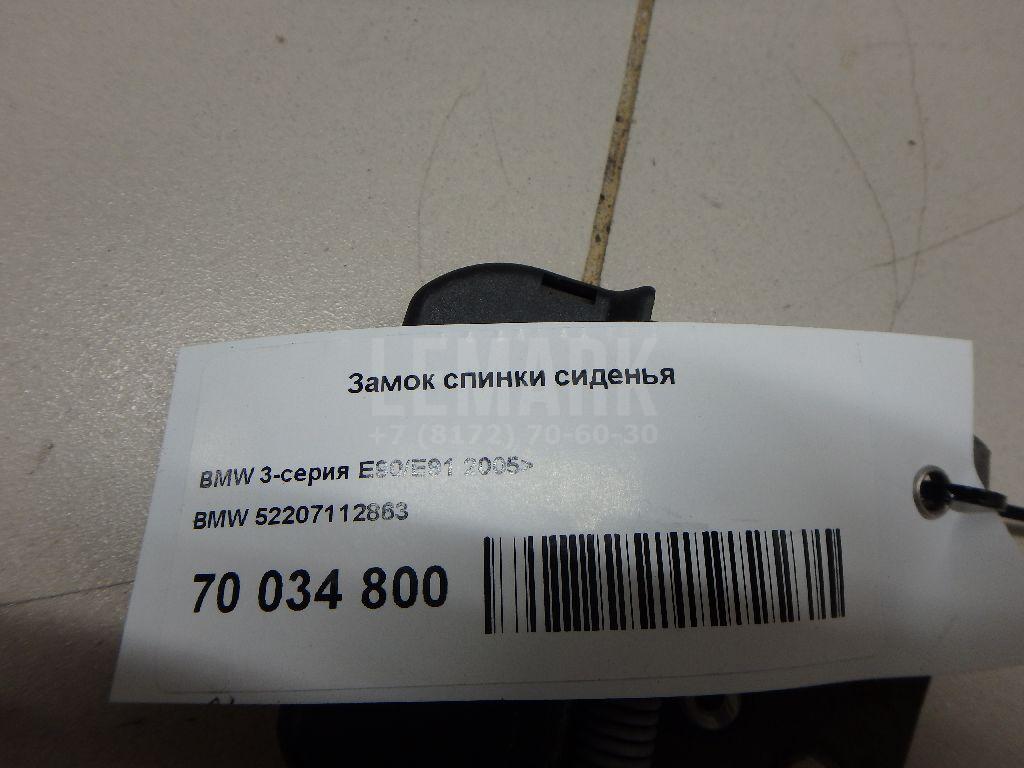 LEMARK
Замок спинки сиденья
+7 (8172) 70-60-30
BMW 3-серия E90/E91 2005>
BMW 52207112863
70 034 800